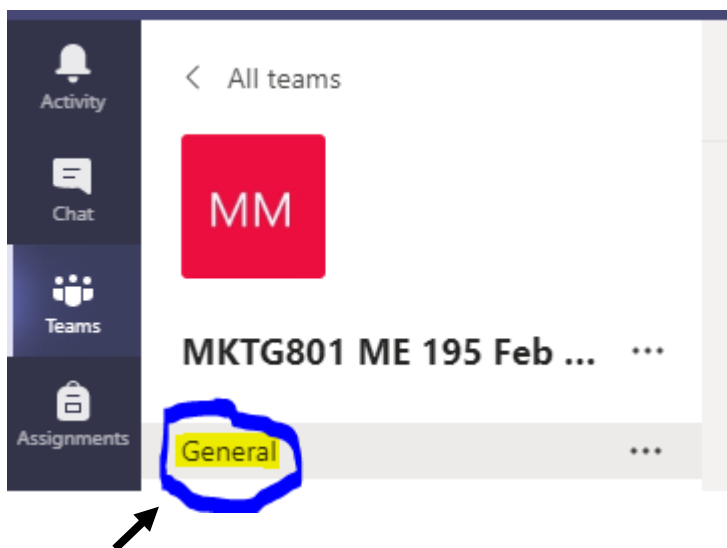 Activity
< All teams
Chat
MM
Teams
MKTG801 ME 195 Feb ... ...
Assignments
General ...